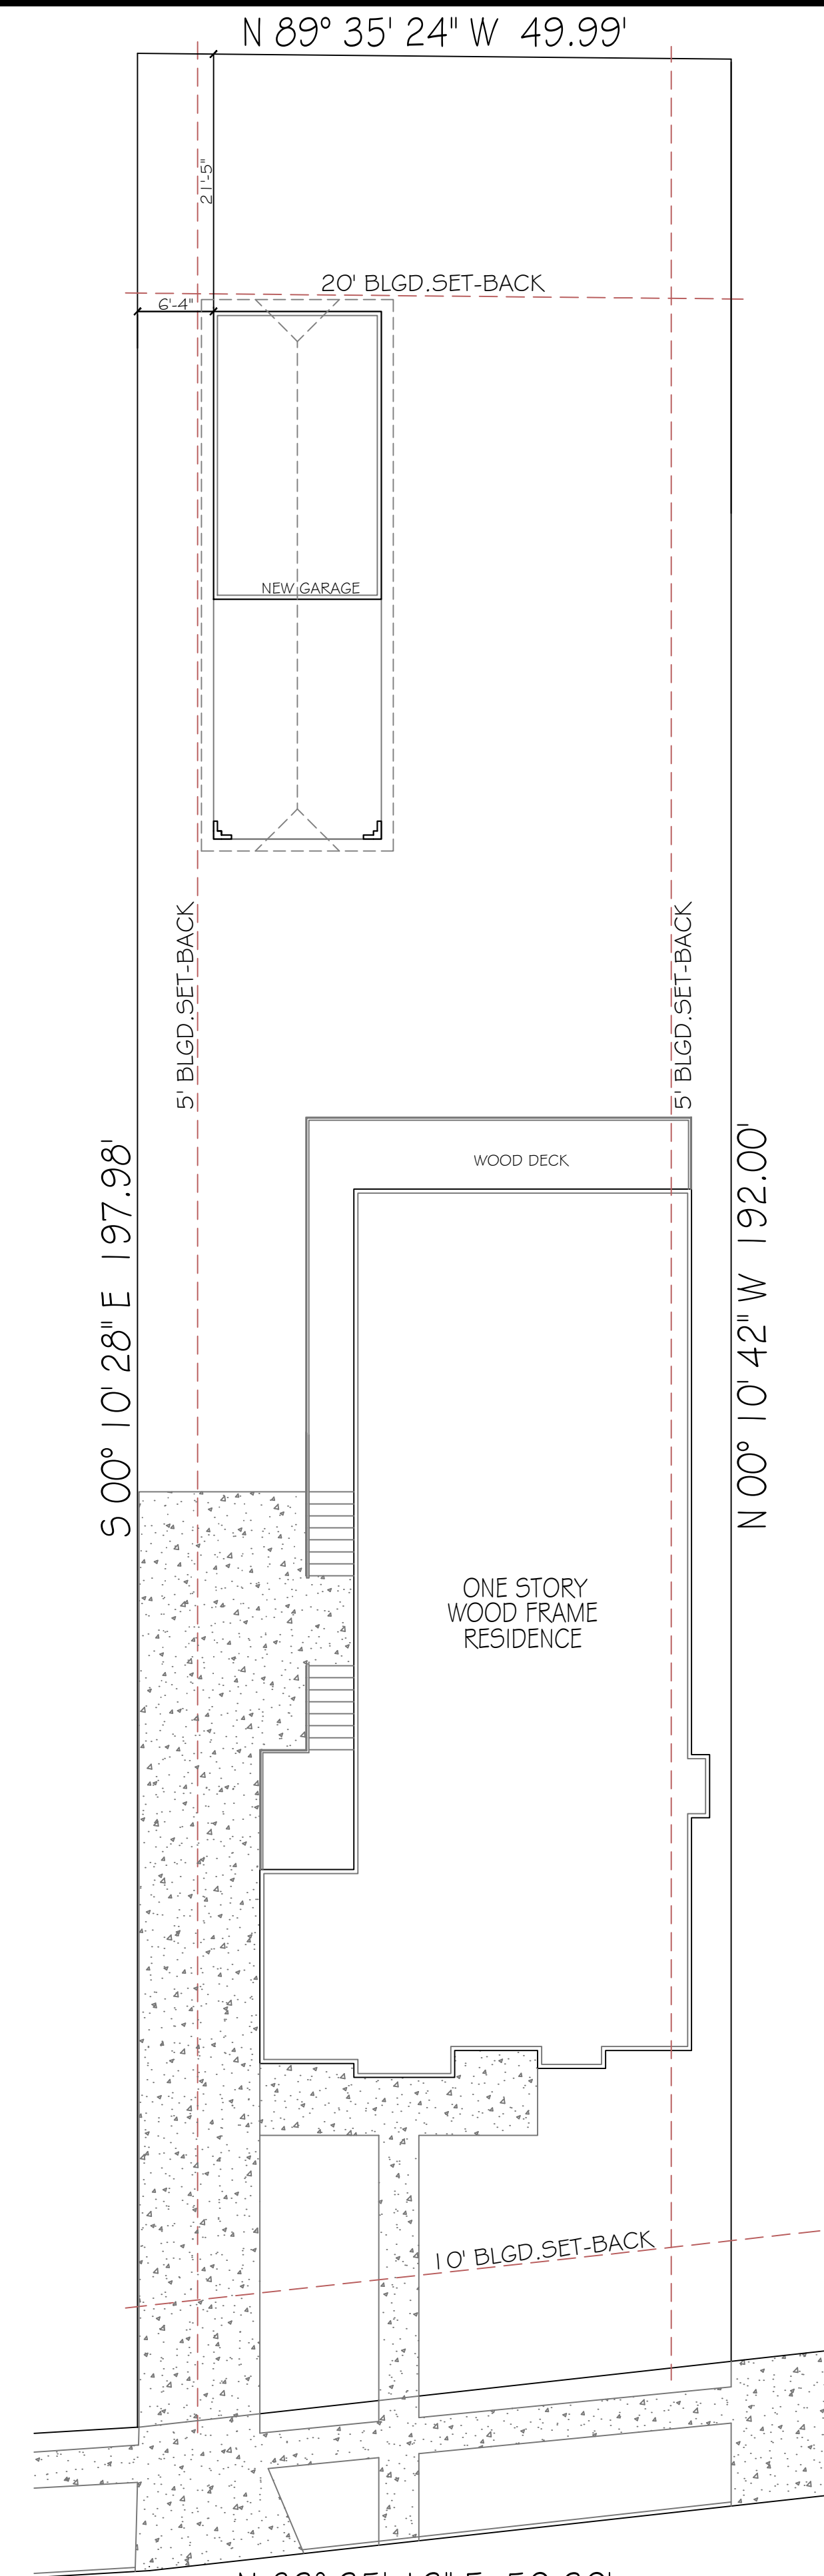 N 89° 35' 24" W 49.99'
21'-5"
20' BLGD.SET-BACK
6'-4"
NEW GARAGE
5' BLGD.SET-BACK
5' BLGD.SET-BACK
WOOD DECK
S 00° 10' 28" E 197.98'
N 00° 10' 42" W 192.00'
ONE STORY
WOOD FRAME
RESIDENCE
10' BLGD.SET-BACK